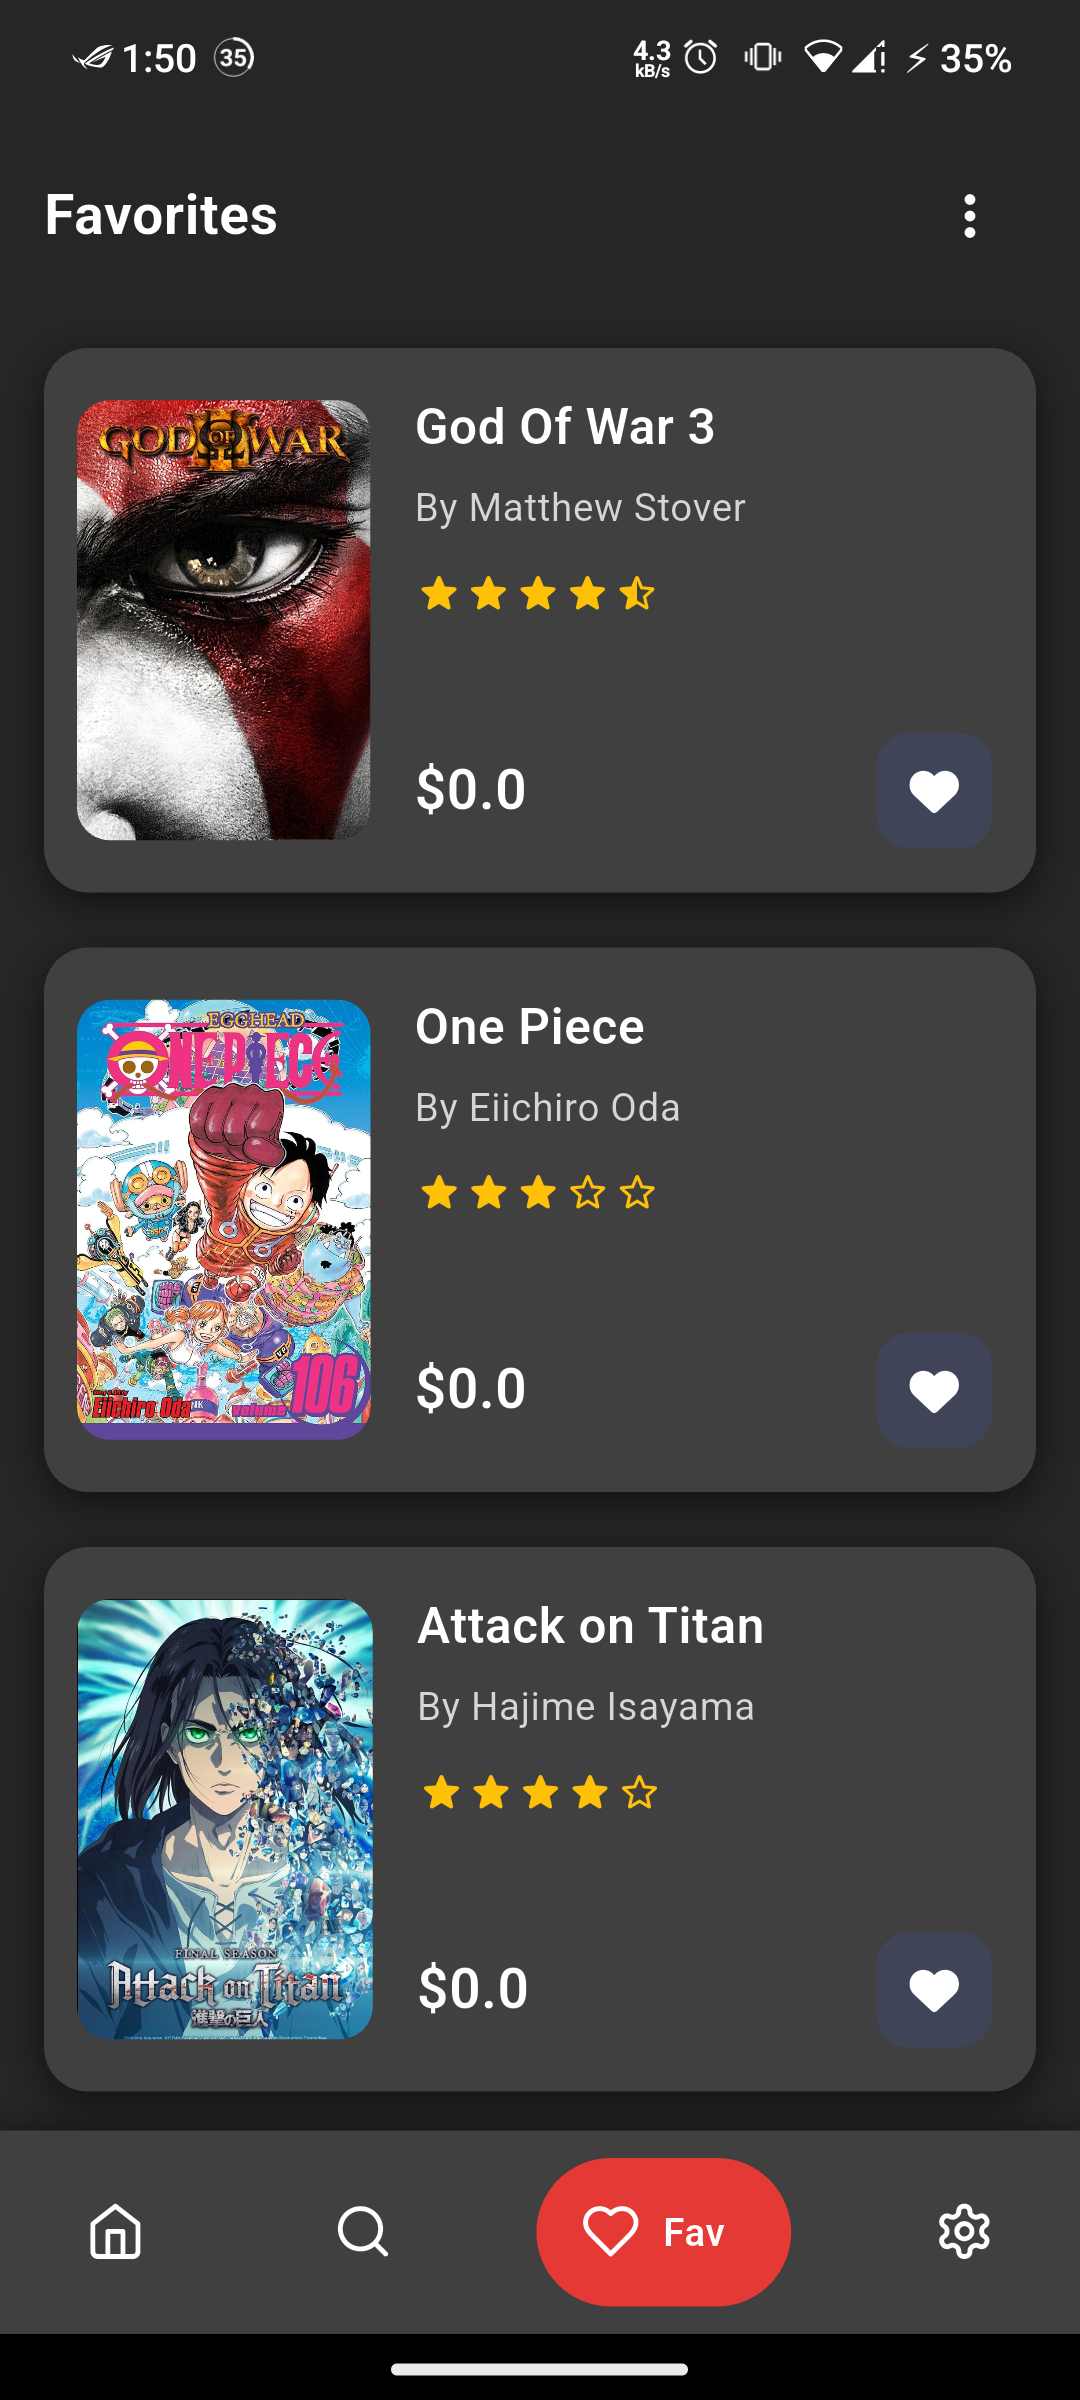 1:50
35
4.3
kB/s
35%
Favorites
GOD OF WAR
III
God Of War 3
By Matthew Stover
$0.0
EGGHEAD
ONE PIECE
Eiichiro Oda
volume 106
One Piece
By Eiichiro Oda
$0.0
FINAL SEASON
Attack on Titan
進撃の巨人
Attack on Titan
By Hajime Isayama
$0.0
Fav